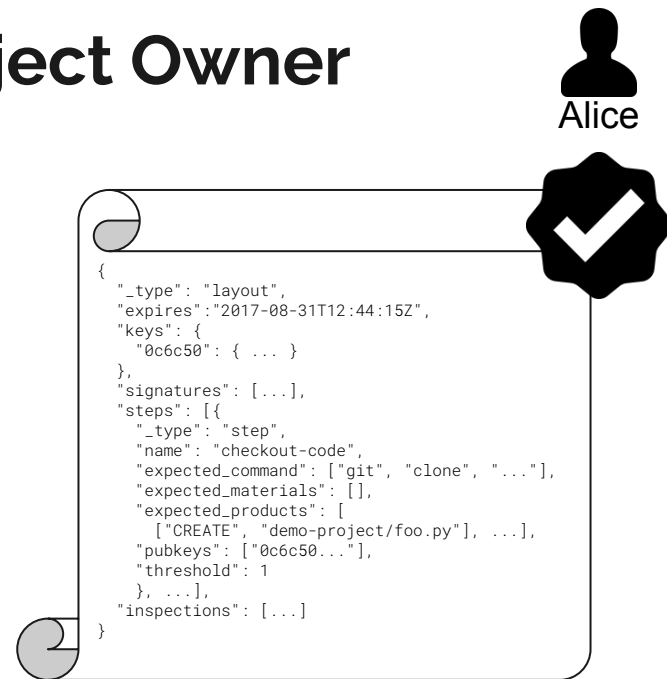 ject Owner
Alice
{
  "_type": "layout",
  "expires":"2017-08-31T12:44:15Z",
  "keys": {
    "0c6c50": { ... }
  },
  "signatures": [...],
  "steps": [{
    "_type": "step",
    "name": "checkout-code",
    "expected_command": ["git", "clone", "..."],
    "expected_materials": [],
    "expected_products": [
      ["CREATE", "demo-project/foo.py"], ...],
    "pubkeys": ["0c6c50..."],
    "threshold": 1
    }, ...],
  "inspections": [...]
}